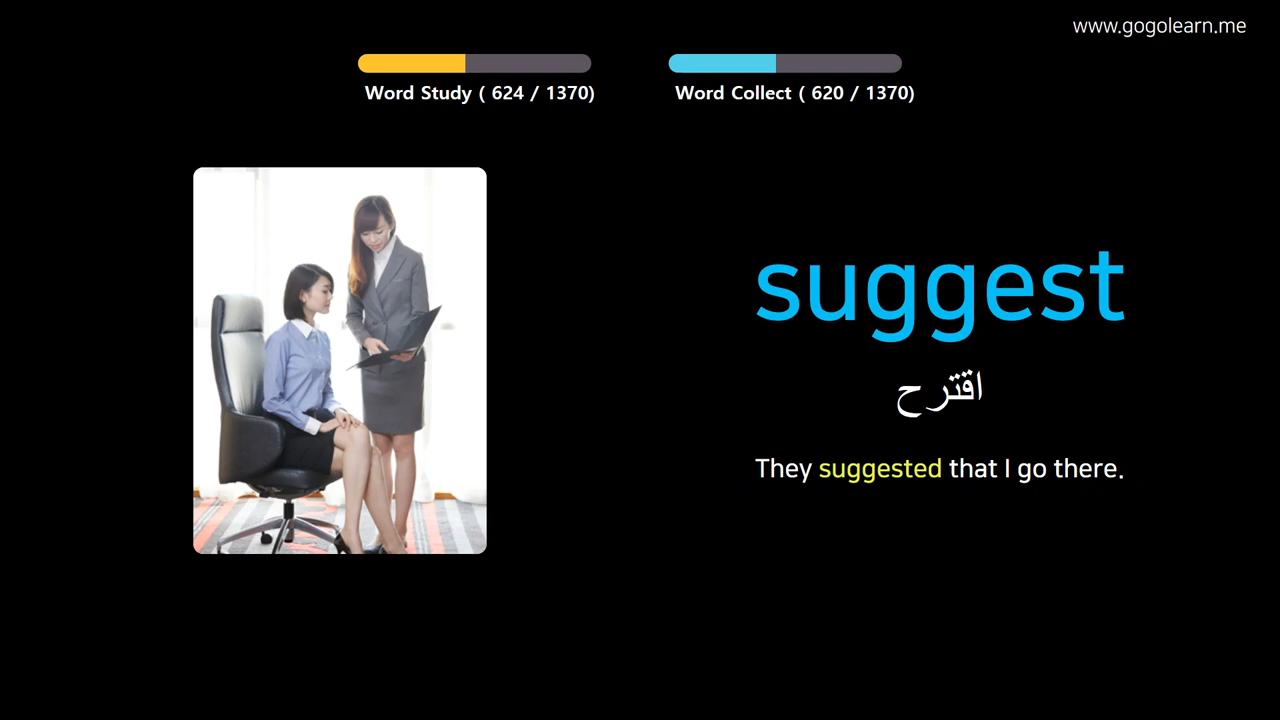 www.gogolearn.me
Word Study ( 624 / 1370)
Word Collect ( 620 / 1370)
suggest
اقترح
They suggested that I go there.